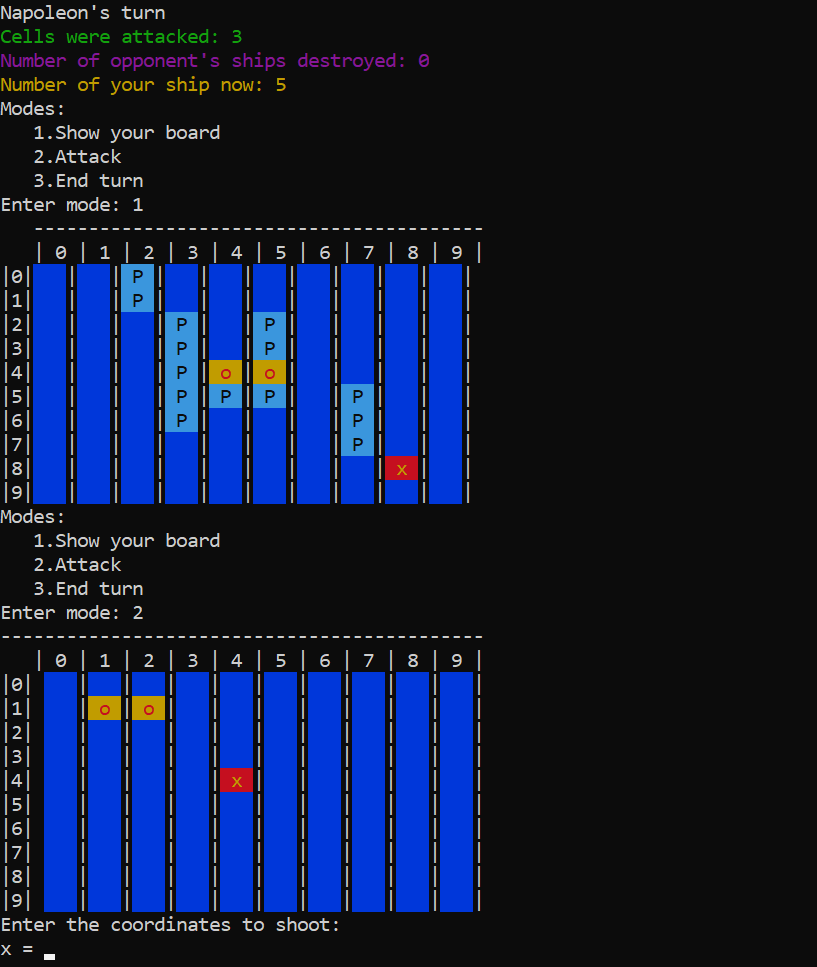 Napoleon's turn
Cells were attacked: 3
Number of opponent's ships destroyed: 0
Number of your ship now: 5
Modes:
   1.Show your board
   2.Attack
   3.End turn
Enter mode: 1
   -----------------------------------------
   | 0 | 1 | 2 | 3 | 4 | 5 | 6 | 7 | 8 | 9 |
|0|   |   | P |   |   |   |   |   |   |   |
|1|   |   | P |   |   |   |   |   |   |   |
|2|   |   |   | P |   | P |   |   |   |   |
|3|   |   |   | P |   | P |   |   |   |   |
|4|   |   |   | P | o | o |   |   |   |   |
|5|   |   |   | P | P | P |   | P |   |   |
|6|   |   |   | P |   |   |   | P |   |   |
|7|   |   |   |   |   |   |   | P |   |   |
|8|   |   |   |   |   |   |   |   | x |   |
|9|   |   |   |   |   |   |   |   |   |   |
Modes:
   1.Show your board
   2.Attack
   3.End turn
Enter mode: 2
--------------------------------------------
   | 0 | 1 | 2 | 3 | 4 | 5 | 6 | 7 | 8 | 9 |
|0|    |   |   |   |   |   |   |   |   |   |
|1|    | o | o |   |   |   |   |   |   |   |
|2|    |   |   |   |   |   |   |   |   |   |
|3|    |   |   |   |   |   |   |   |   |   |
|4|    |   |   |   | x |   |   |   |   |   |
|5|    |   |   |   |   |   |   |   |   |   |
|6|    |   |   |   |   |   |   |   |   |   |
|7|    |   |   |   |   |   |   |   |   |   |
|8|    |   |   |   |   |   |   |   |   |   |
|9|    |   |   |   |   |   |   |   |   |   |
Enter the coordinates to shoot:
x =